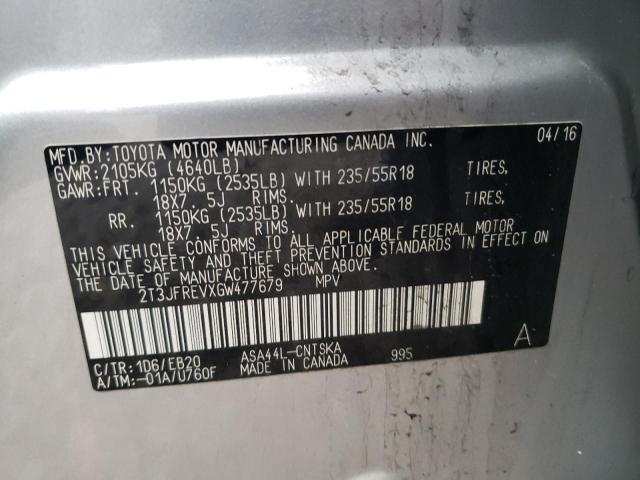 MFD.BY:TOYOTA MOTOR MANUFACTURING CANADA INC. 04/16
GVWR:2105KG (4640LB)
GAWR:FRT. 1150KG (2535LB) WITH 235/55R18 TIRES,
18X7. 5J RIMS.
RR. 1150KG (2535LB) WITH 235/55R18 TIRES,
18X7. 5J RIMS.
THIS VEHICLE CONFORMS TO ALL APPLICABLE FEDERAL MOTOR
VEHICLE SAFETY AND THEFT PREVENTION STANDARDS IN EFFECT ON
THE DATE OF MANUFACTURE SHOWN ABOVE.
2T3JFREVXGW477679 MPV
A
C/TR:1D6/EB20 ASA44L-CNTSKA 995
A/TM:-01A/U760F MADE IN CANADA